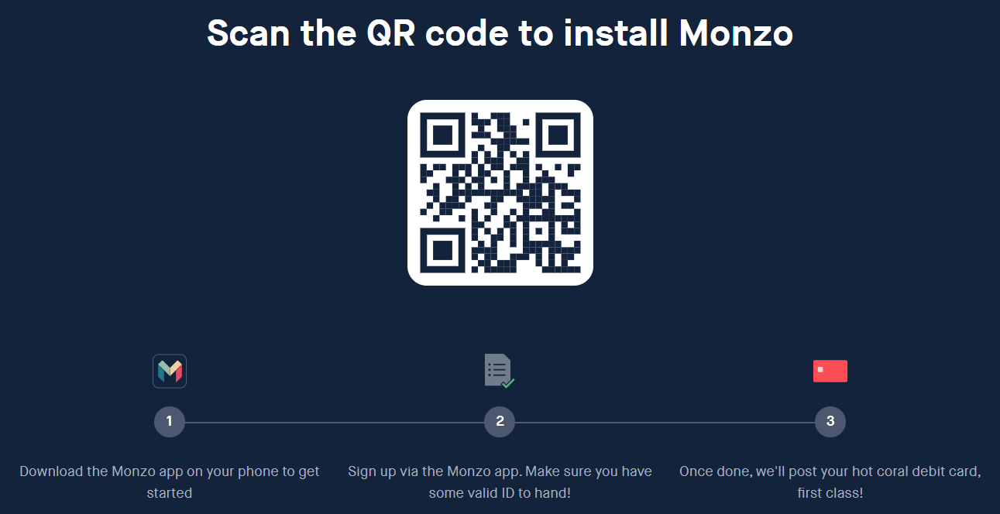 Scan the QR code to install Monzo
1
2
3
Download the Monzo app on your phone to get
started
Sign up via the Monzo app. Make sure you have
some valid ID to hand!
Once done, we'll post your hot coral debit card,
first class!